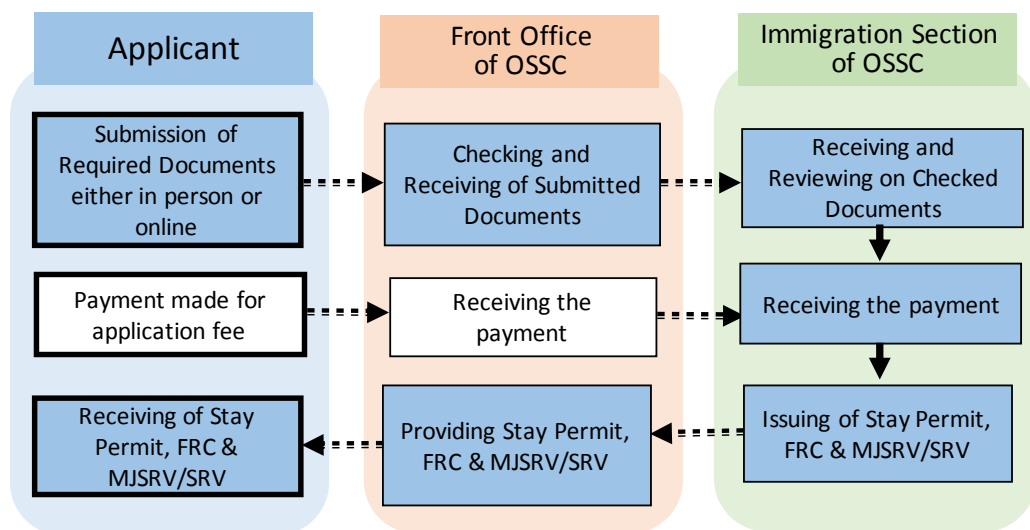 Applicant
Front Office
of OSSC
Immigration Section
of OSSC
Submission of
Required Documents
either in person or
online
Checking and
Receiving of Submitted
Documents
Receiving and
Reviewing on Checked
Documents
Payment made for
application fee
Receiving the
payment
Receiving the payment
Receiving of Stay
Permit, FRC &
MJSRV/SRV
Providing Stay Permit,
FRC & MJSRV/SRV
Issuing of Stay Permit,
FRC & MJSRV/SRV